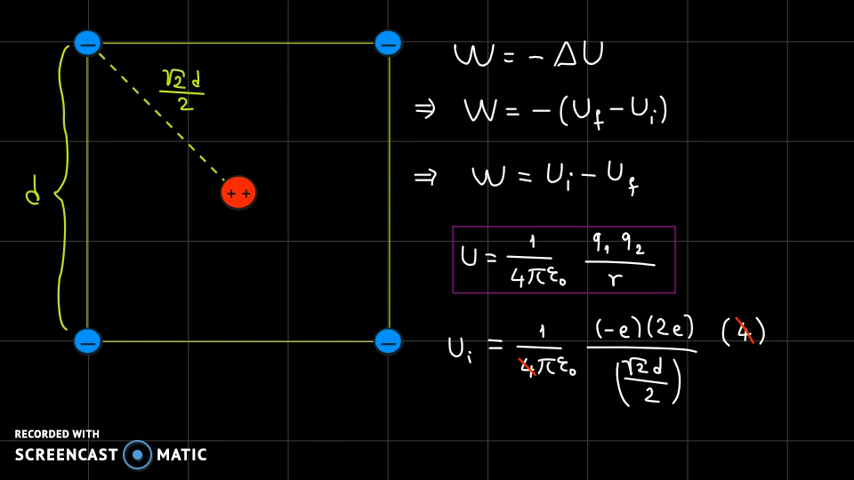 W = -ΔU
√2 d / 2
⇒ W = -(U_f - U_i)
⇒ W = U_i - U_f
d
+ +
U = 1/(4πε₀) q₁ q₂ / r
U_i = 1/(4πε₀) (-e)(2e) / (√2 d / 2) (4)
RECORDED WITH
SCREENCAST MATIC